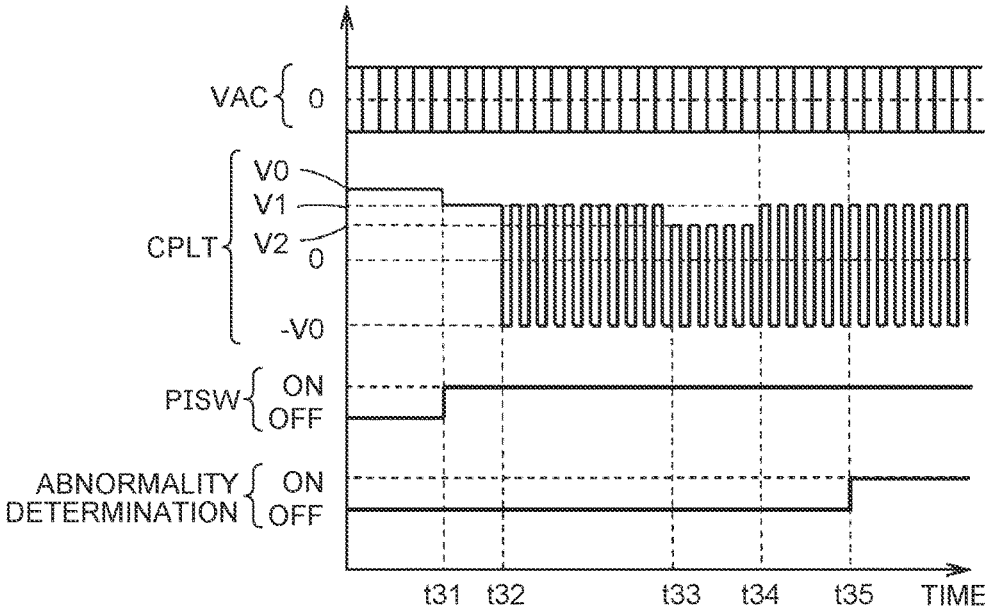 VAC
0
CPLT
V0
V1
V2
0
-V0
PISW
ON
OFF
ABNORMALITY
DETERMINATION
ON
OFF
t31 t32 t33 t34 t35 TIME